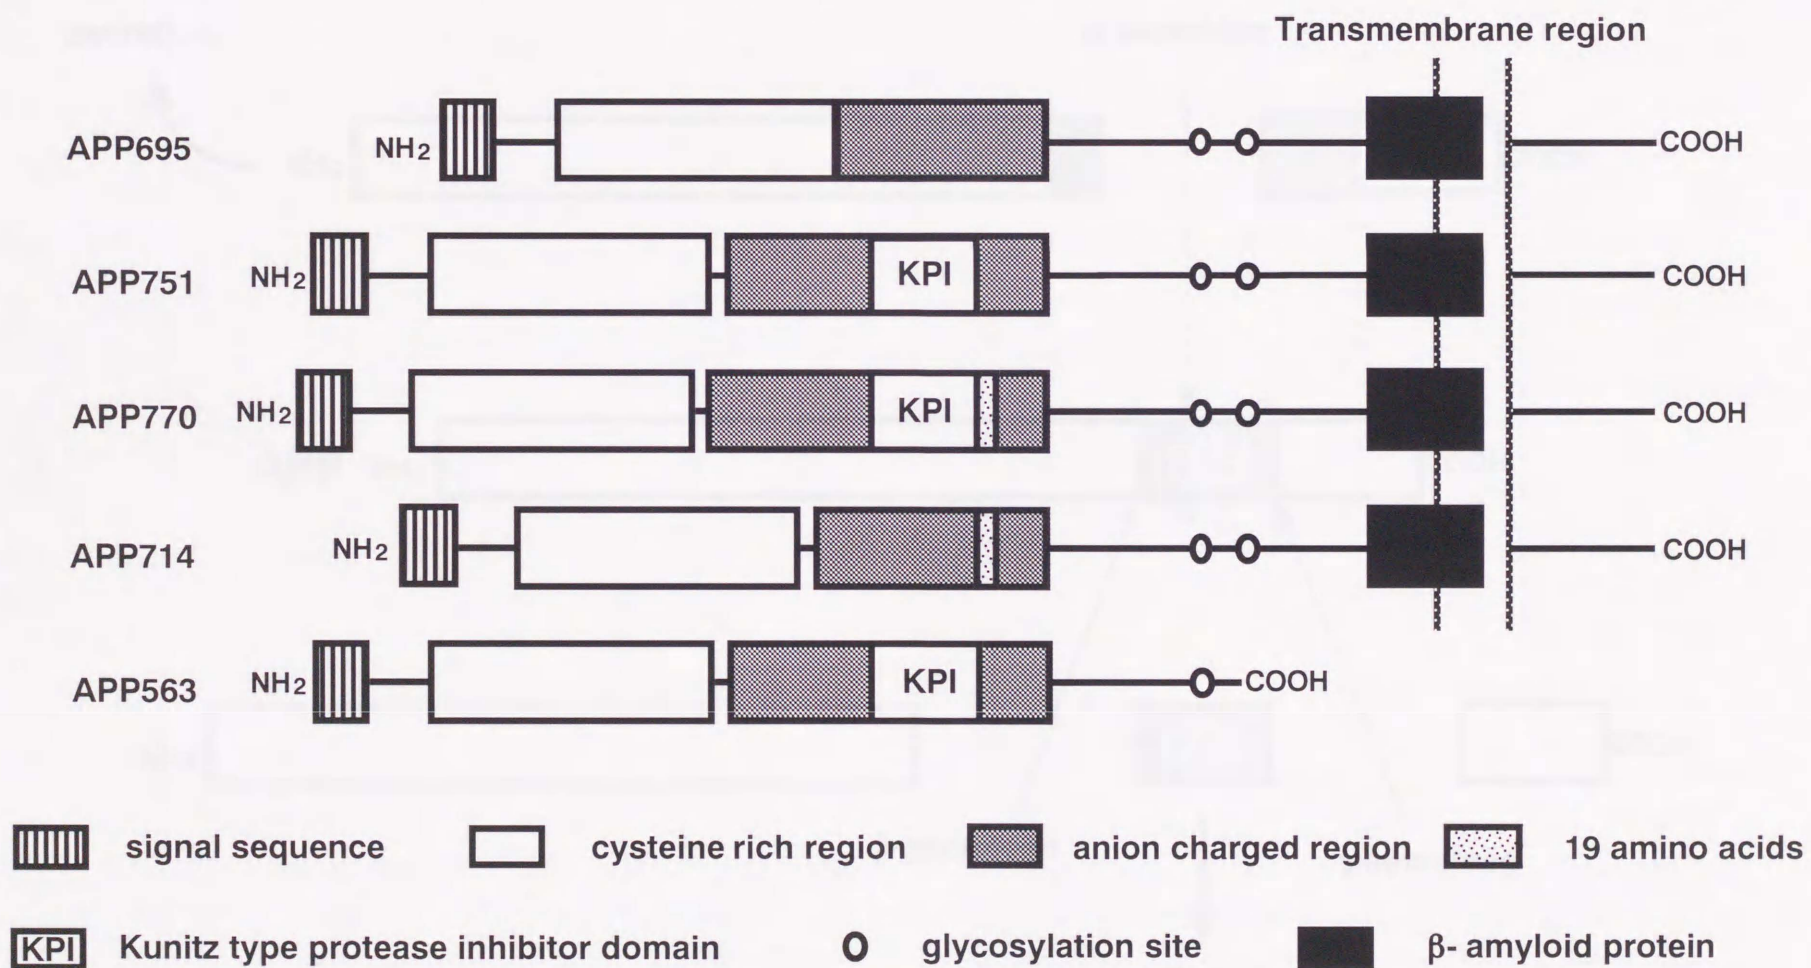 Transmembrane region
APP695 NH2 COOH
APP751 NH2 KPI COOH
APP770 NH2 KPI COOH
APP714 NH2 COOH
APP563 NH2 KPI COOH
signal sequence cysteine rich region anion charged region 19 amino acids
KPI Kunitz type protease inhibitor domain glycosylation site β- amyloid protein